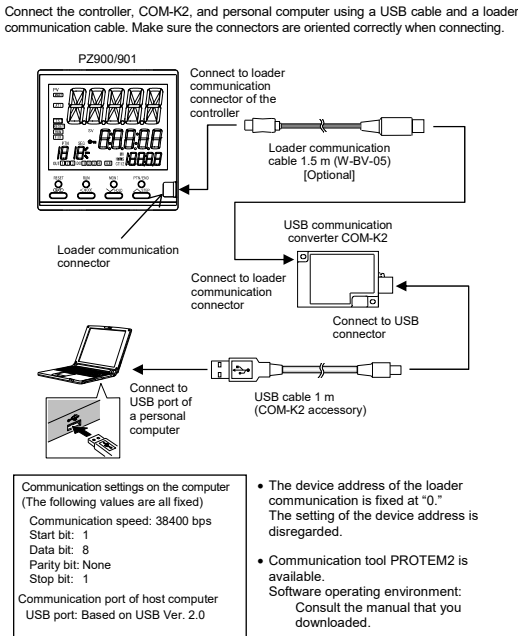 Connect the controller, COM-K2, and personal computer using a USB cable and a loader
communication cable. Make sure the connectors are oriented correctly when connecting.
PZ900/901
Connect to loader
communication
connector of the
controller
PV
SV
Loader communication
cable 1.5 m (W-BV-05)
[Optional]
Loader communication
connector
USB communication
converter COM-K2
Connect to loader
communication
connector
Connect to USB
connector
Connect to
USB port of
a personal
computer
USB cable 1 m
(COM-K2 accessory)
Communication settings on the computer
(The following values are all fixed)
Communication speed: 38400 bps
Start bit: 1
Data bit: 8
Parity bit: None
Stop bit: 1
Communication port of host computer
USB port: Based on USB Ver. 2.0
• The device address of the loader
communication is fixed at “0.”
The setting of the device address is
disregarded.
• Communication tool PROTEM2 is
available.
Software operating environment:
Consult the manual that you
downloaded.